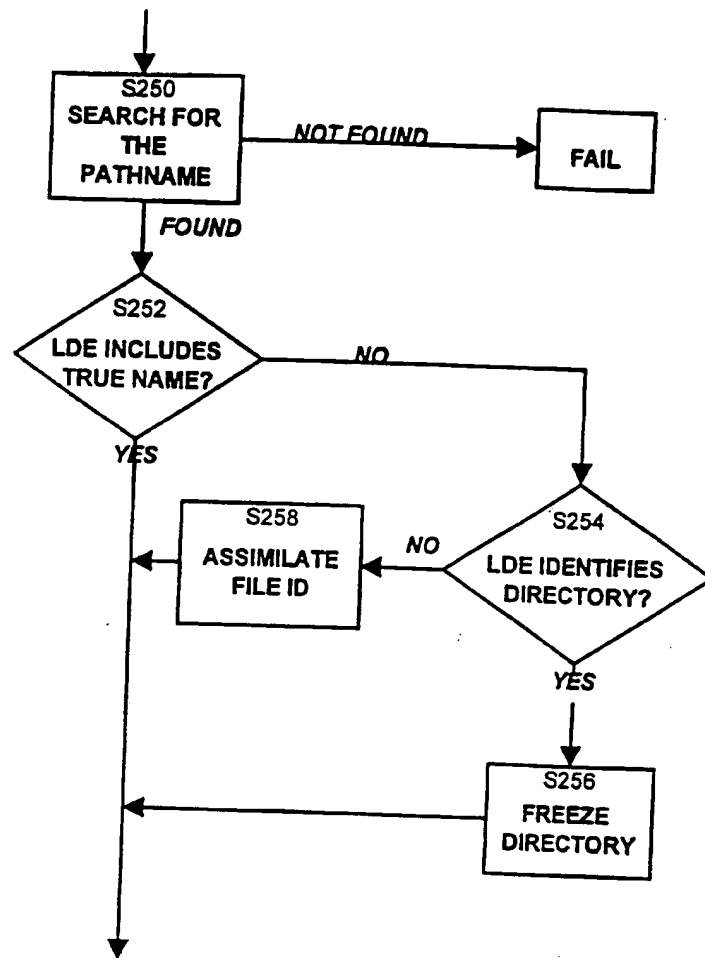 S250
SEARCH FOR
THE
PATHNAME
NOT FOUND
FAIL
FOUND
S252
LDE INCLUDES
TRUE NAME?
NO
YES
S258
ASSIMILATE
FILE ID
NO
S254
LDE IDENTIFIES
DIRECTORY?
YES
S256
FREEZE
DIRECTORY